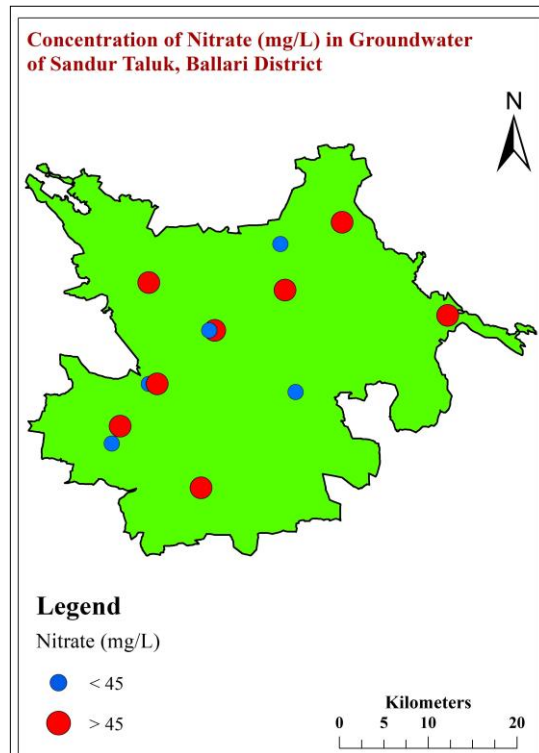 Concentration of Nitrate (mg/L) in Groundwater
of Sandur Taluk, Ballari District
N
Legend
Nitrate (mg/L)
< 45
> 45
Kilometers
0 5 10 20